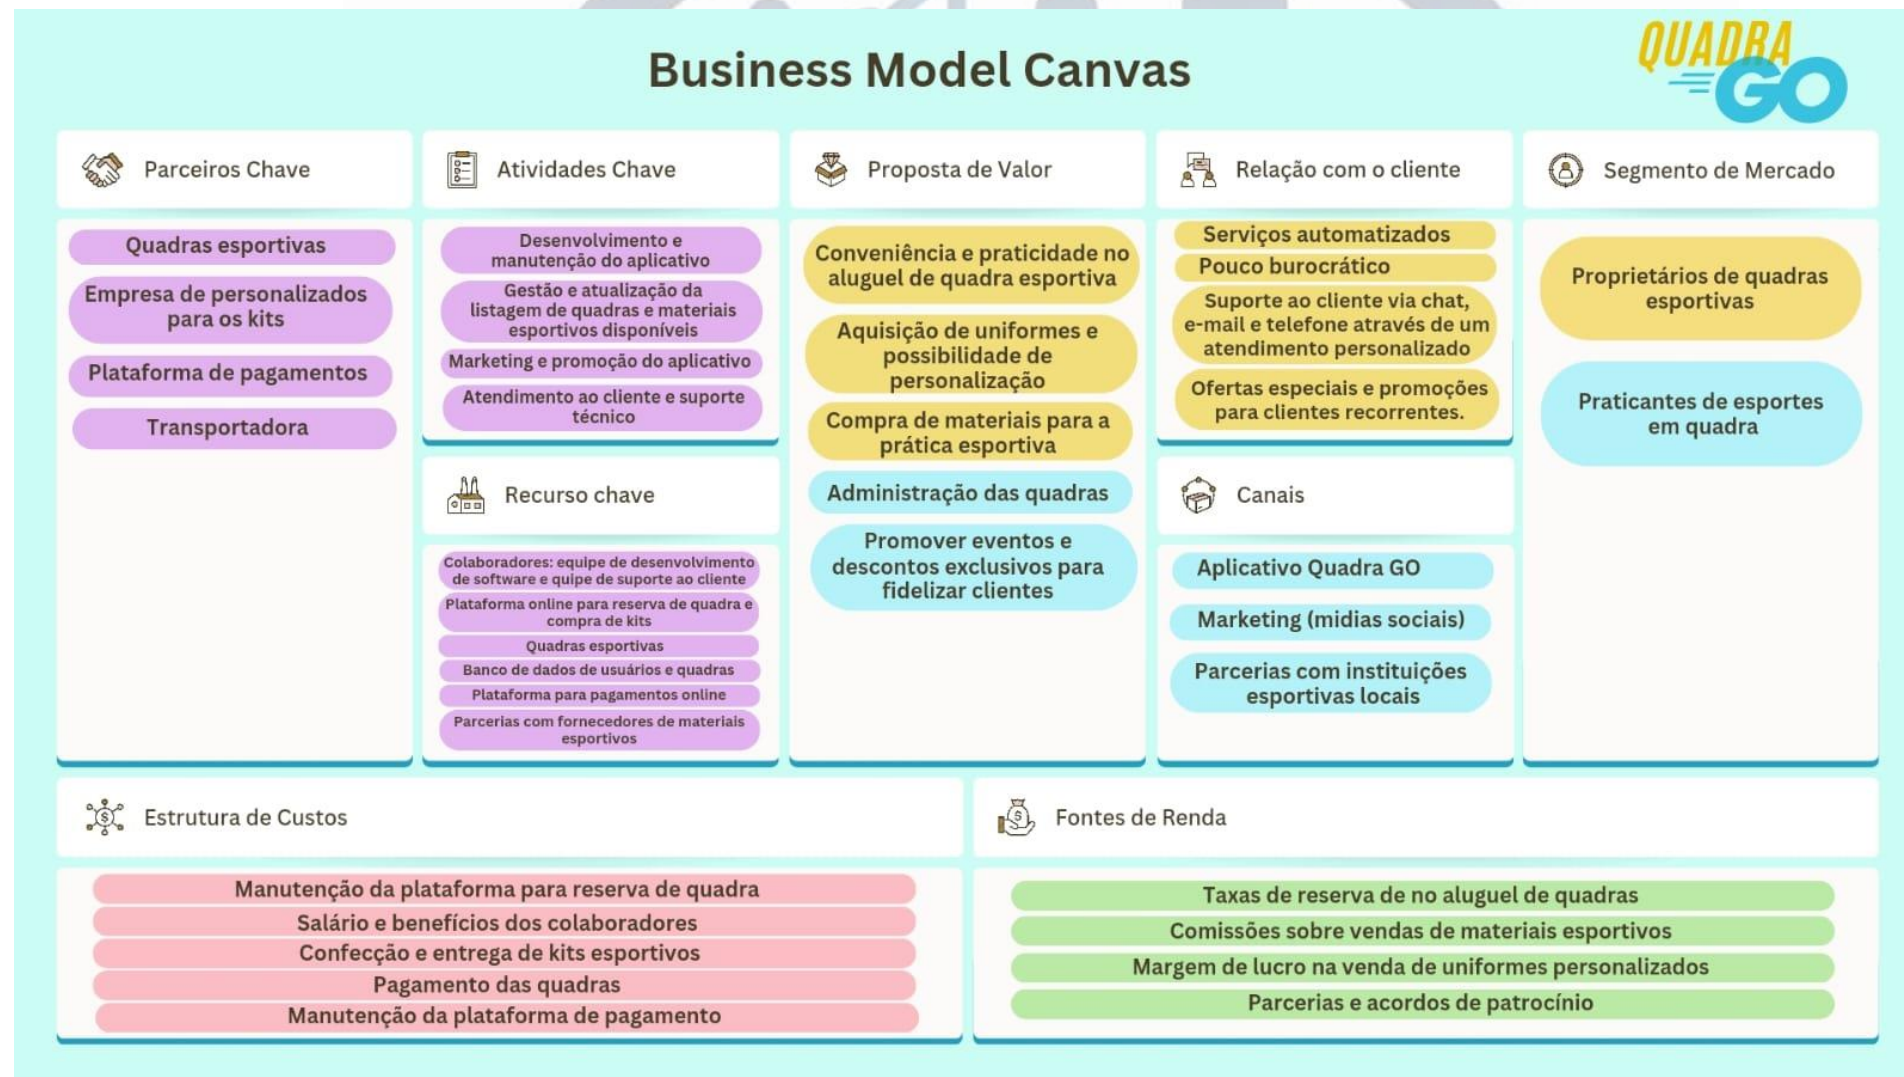 Business Model Canvas
QUADRA
GO
Parceiros Chave
Quadras esportivas
Empresa de personalizados
para os kits
Plataforma de pagamentos
Transportadora
Atividades Chave
Desenvolvimento e
manutenção do aplicativo
Gestão e atualização da
listagem de quadras e materiais
esportivos disponíveis
Marketing e promoção do aplicativo
Atendimento ao cliente e suporte
técnico
Recurso chave
Colaboradores: equipe de desenvolvimento
de software e quipe de suporte ao cliente
Plataforma online para reserva de quadra e
compra de kits
Quadras esportivas
Banco de dados de usuários e quadras
Plataforma para pagamentos online
Parcerias com fornecedores de materiais
esportivos
Proposta de Valor
Conveniência e praticidade no
aluguel de quadra esportiva
Aquisição de uniformes e
possibilidade de
personalização
Compra de materiais para a
prática esportiva
Administração das quadras
Promover eventos e
descontos exclusivos para
fidelizar clientes
Relação com o cliente
Serviços automatizados
Pouco burocrático
Suporte ao cliente via chat,
e-mail e telefone através de um
atendimento personalizado
Ofertas especiais e promoções
para clientes recorrentes.
Canais
Aplicativo Quadra GO
Marketing (midias sociais)
Parcerias com instituições
esportivas locais
Segmento de Mercado
Proprietários de quadras
esportivas
Praticantes de esportes
em quadra
Estrutura de Custos
Manutenção da plataforma para reserva de quadra
Salário e benefícios dos colaboradores
Confecção e entrega de kits esportivos
Pagamento das quadras
Manutenção da plataforma de pagamento
Fontes de Renda
Taxas de reserva de no aluguel de quadras
Comissões sobre vendas de materiais esportivos
Margem de lucro na venda de uniformes personalizados
Parcerias e acordos de patrocínio